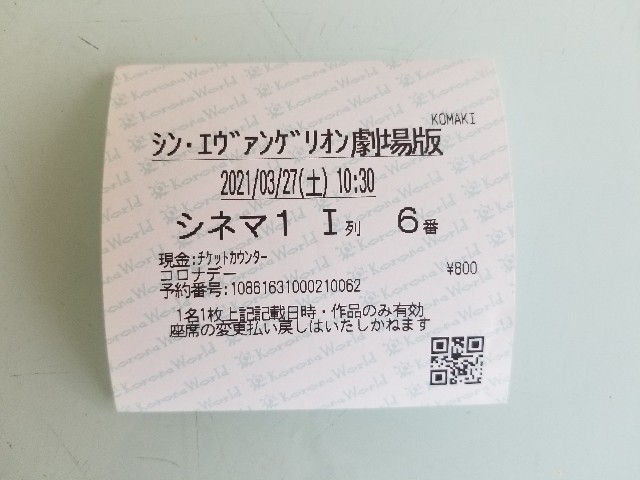 KOMAKI
ｼﾝ･ｴｳﾞｧﾝｹﾞﾘｵﾝ劇場版
2021/03/27(土) 10:30
シネマ1 I列 6番
現金:ﾁｹｯﾄｶｳﾝﾀｰ
コロナデー
¥800
予約番号:10861631000210062
1名1枚上記記載日時・作品のみ有効
座席の変更払い戻しはいたしかねます